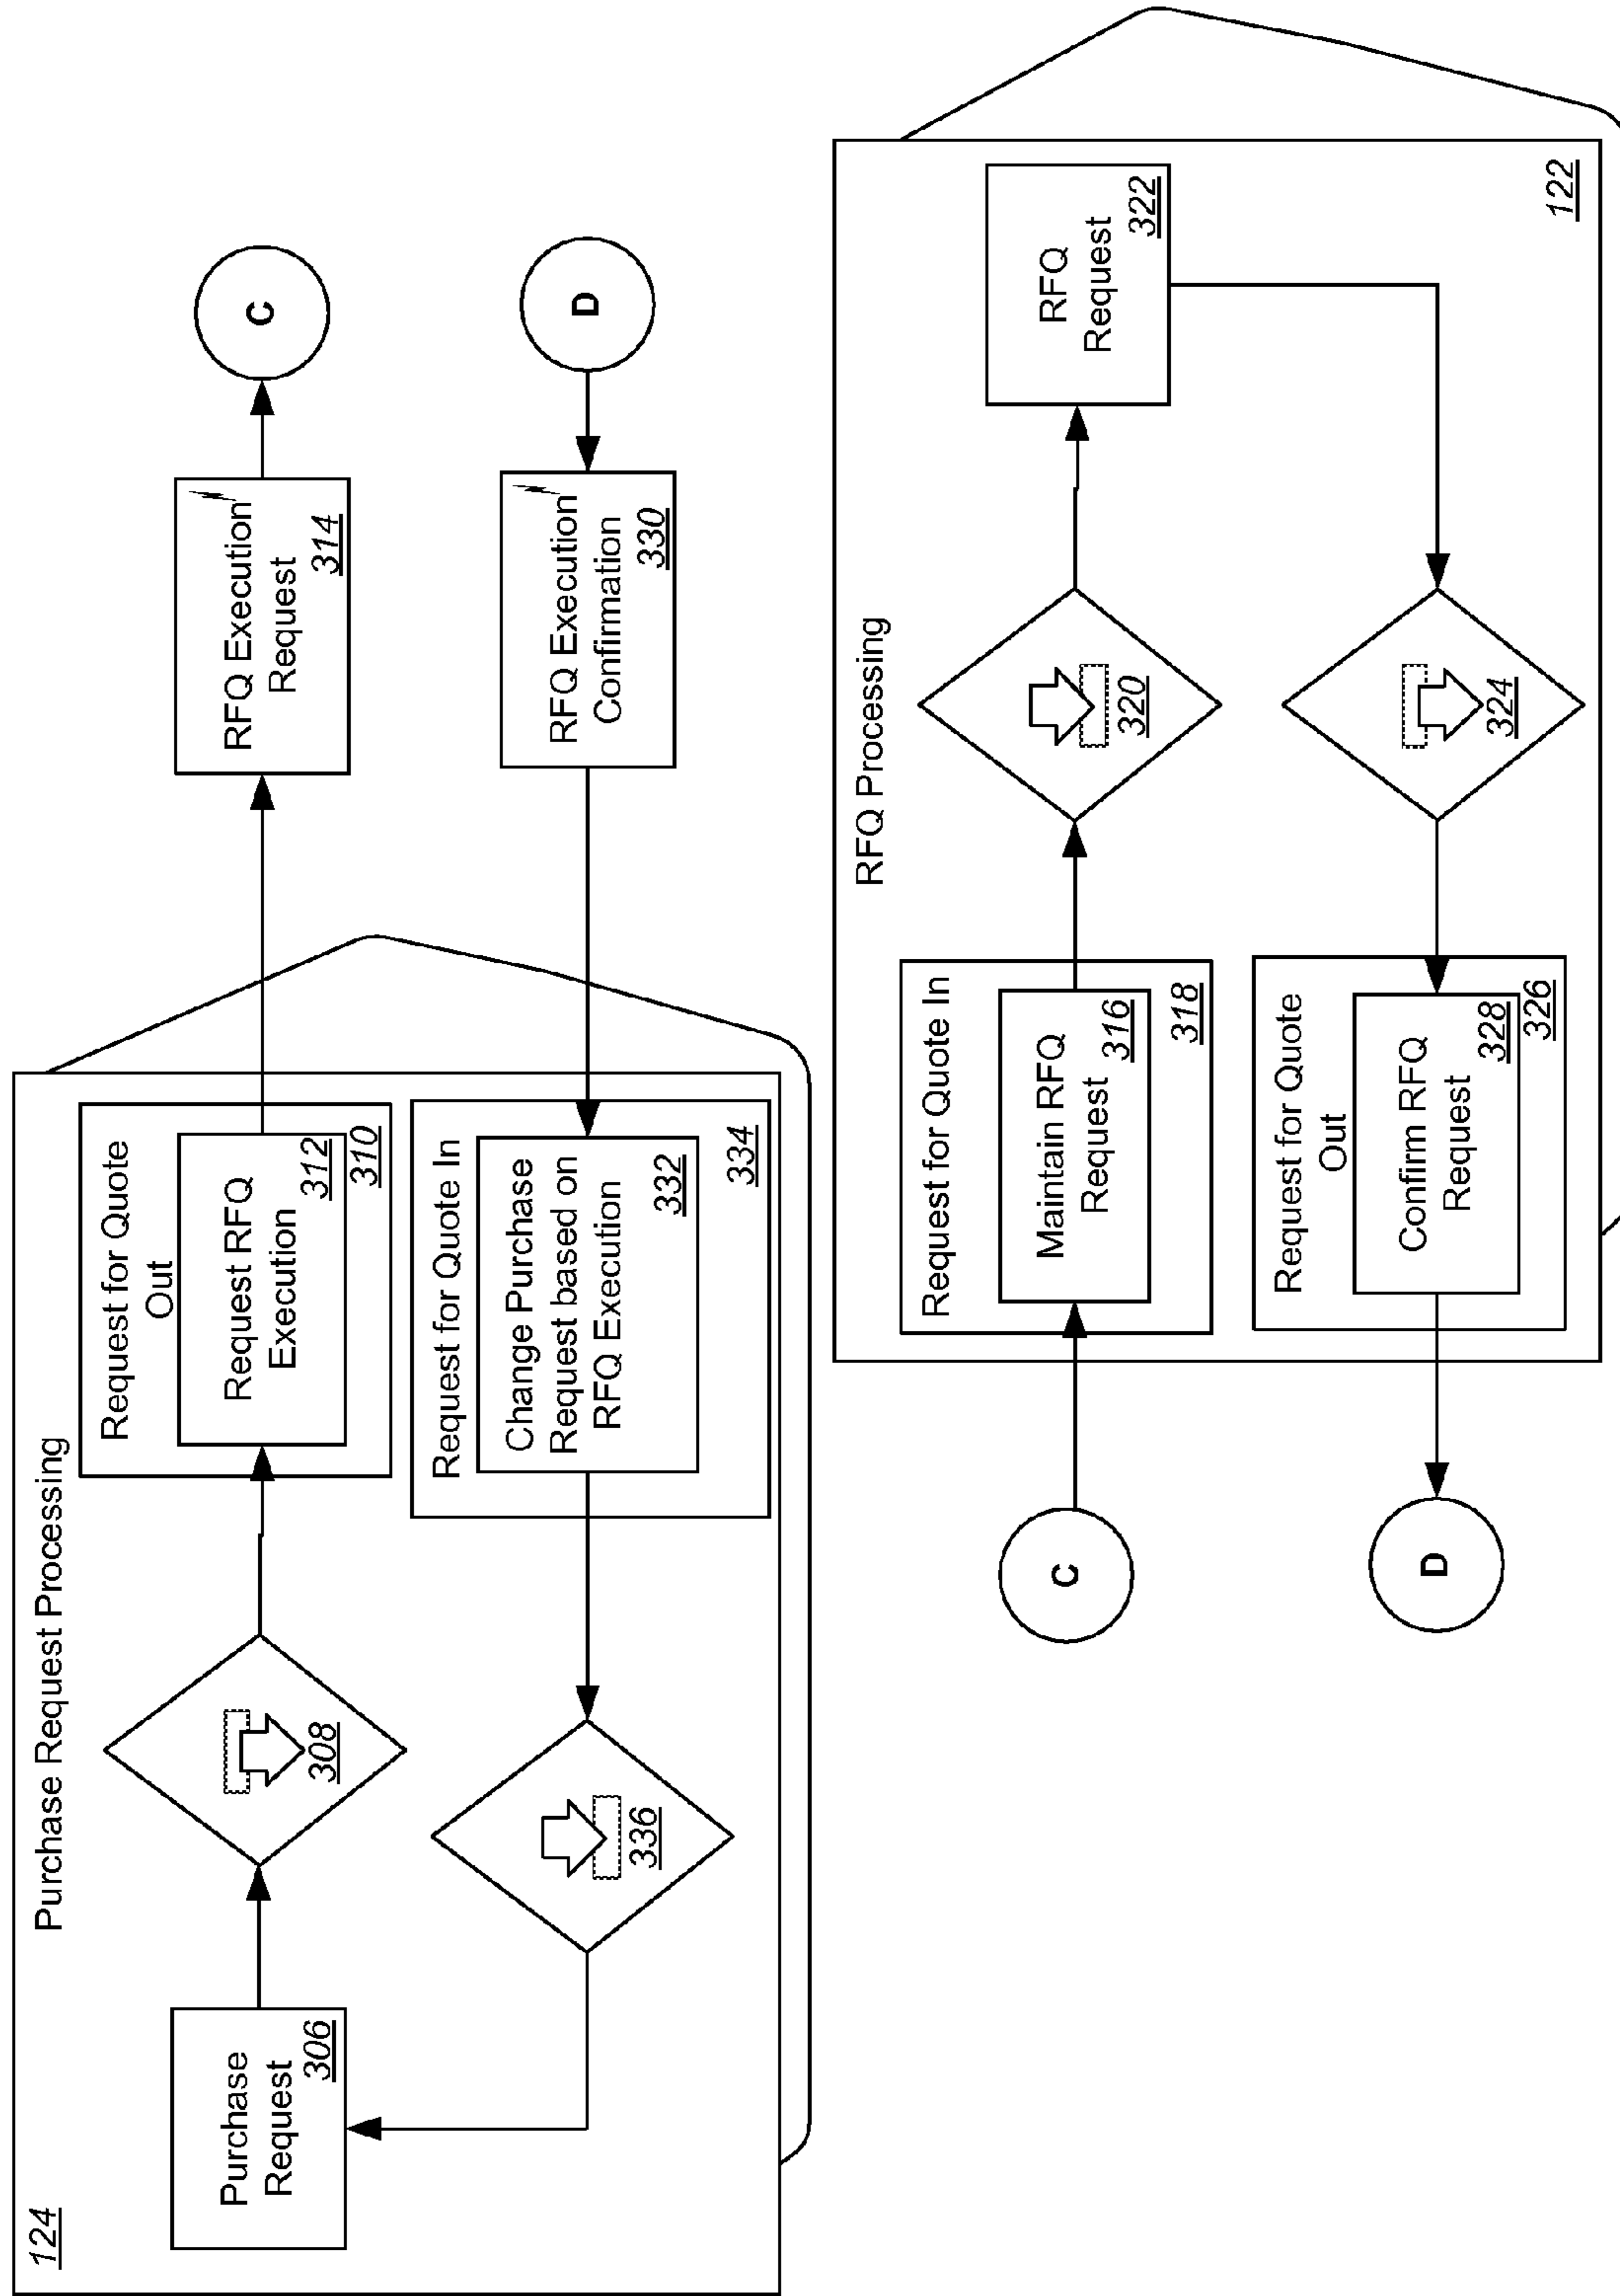 124
Purchase Request Processing
Purchase
Request
306
308
Request for Quote
Out
Request RFQ
Execution
312
310
RFQ Execution
Request
314
C
336
Request for Quote In
Change Purchase
Request based on
RFQ Execution
332
334
RFQ Execution
Confirmation
330
D
RFQ Processing
C
Request for Quote In
Maintain RFQ
Request
316
318
320
RFQ
Request
322
D
Request for Quote
Out
Confirm RFQ
Request
328
326
324
122